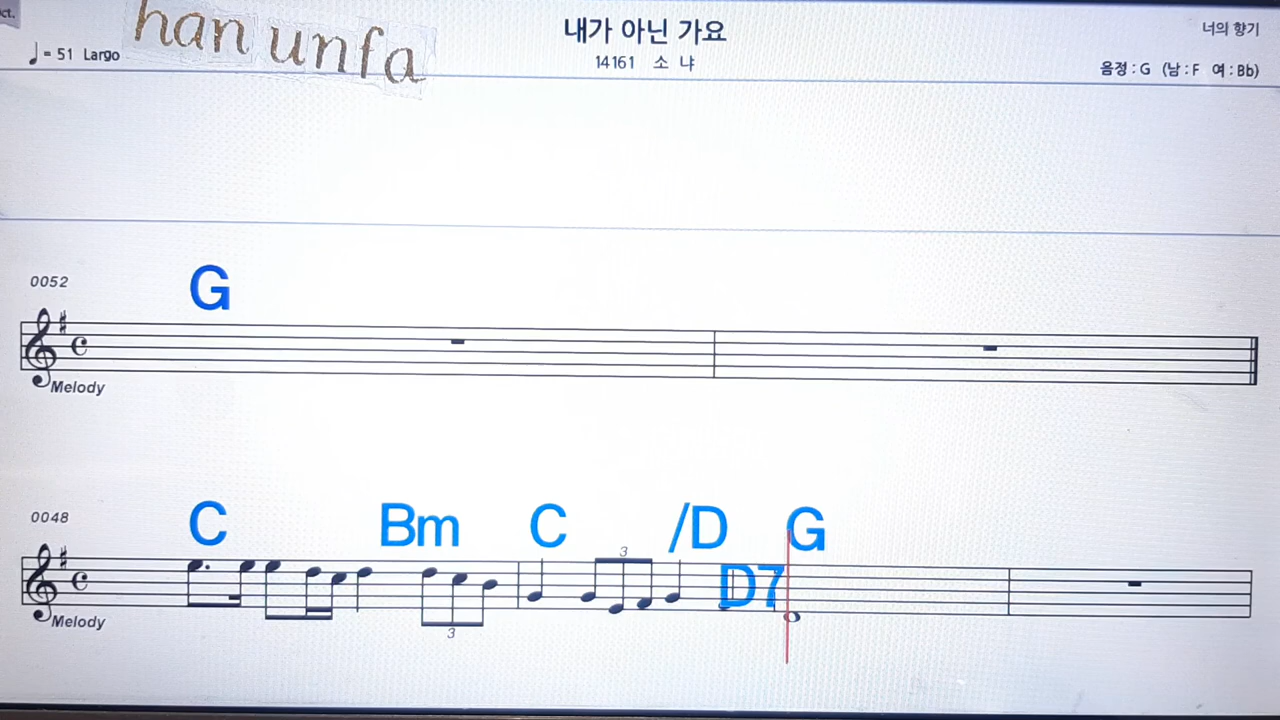 ct.
han unfa
내가 아닌 가요
너의 향기
♩= 51 Largo
14161 소 냐
음정 : G (남 : F 여 : Bb)
0052
G
Melody
0048
C Bm C /D G
3
D7
Melody
3